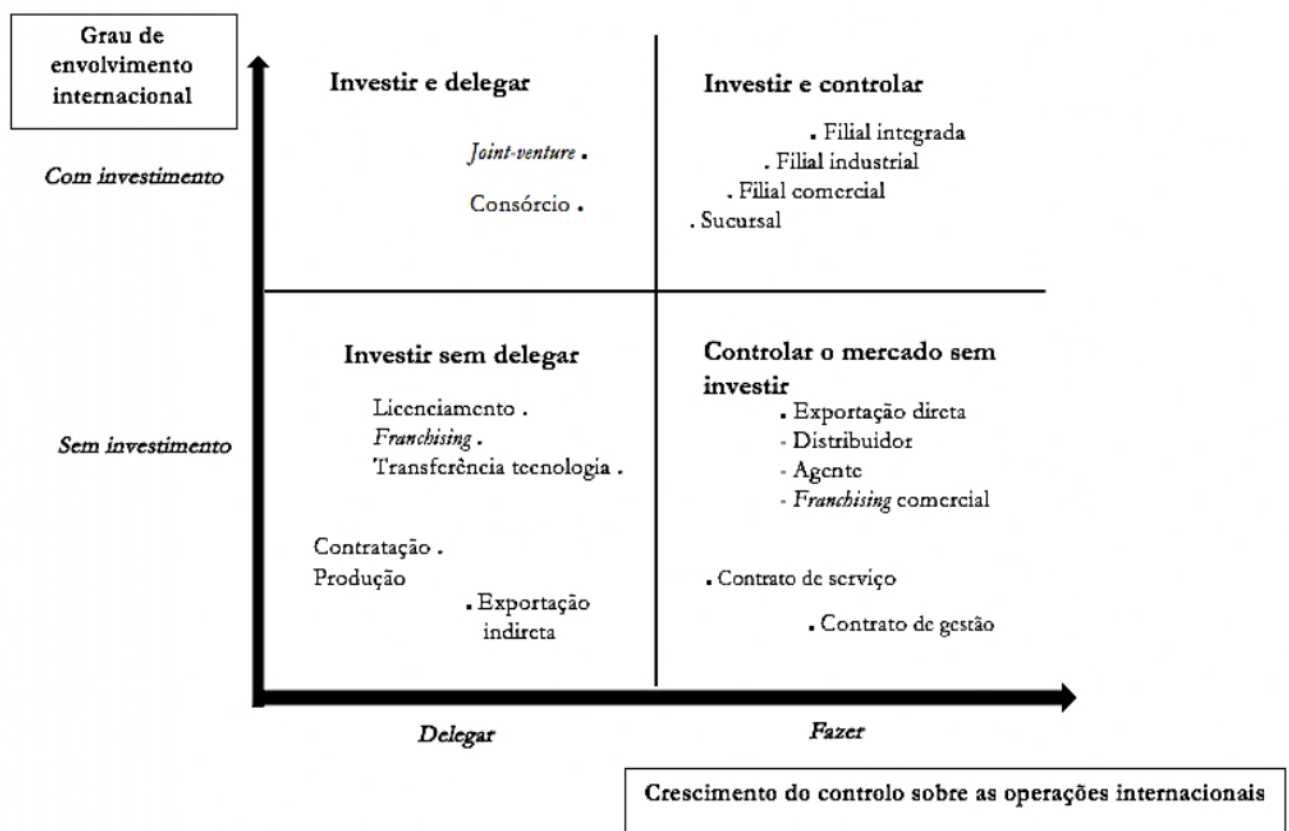 Grau de
envolvimento
internacional
Com investimento
Investir e delegar
Joint-venture .
Consórcio .
Investir e controlar
. Filial integrada
. Filial industrial
. Filial comercial
. Sucursal
Sem investimento
Investir sem delegar
Licenciamento .
Franchising .
Transferência tecnologia .
Contratação .
Produção
. Exportação
indireta
Controlar o mercado sem
investir
. Exportação direta
- Distribuidor
- Agente
- Franchising comercial
. Contrato de serviço
. Contrato de gestão
Delegar
Fazer
Crescimento do controlo sobre as operações internacionais